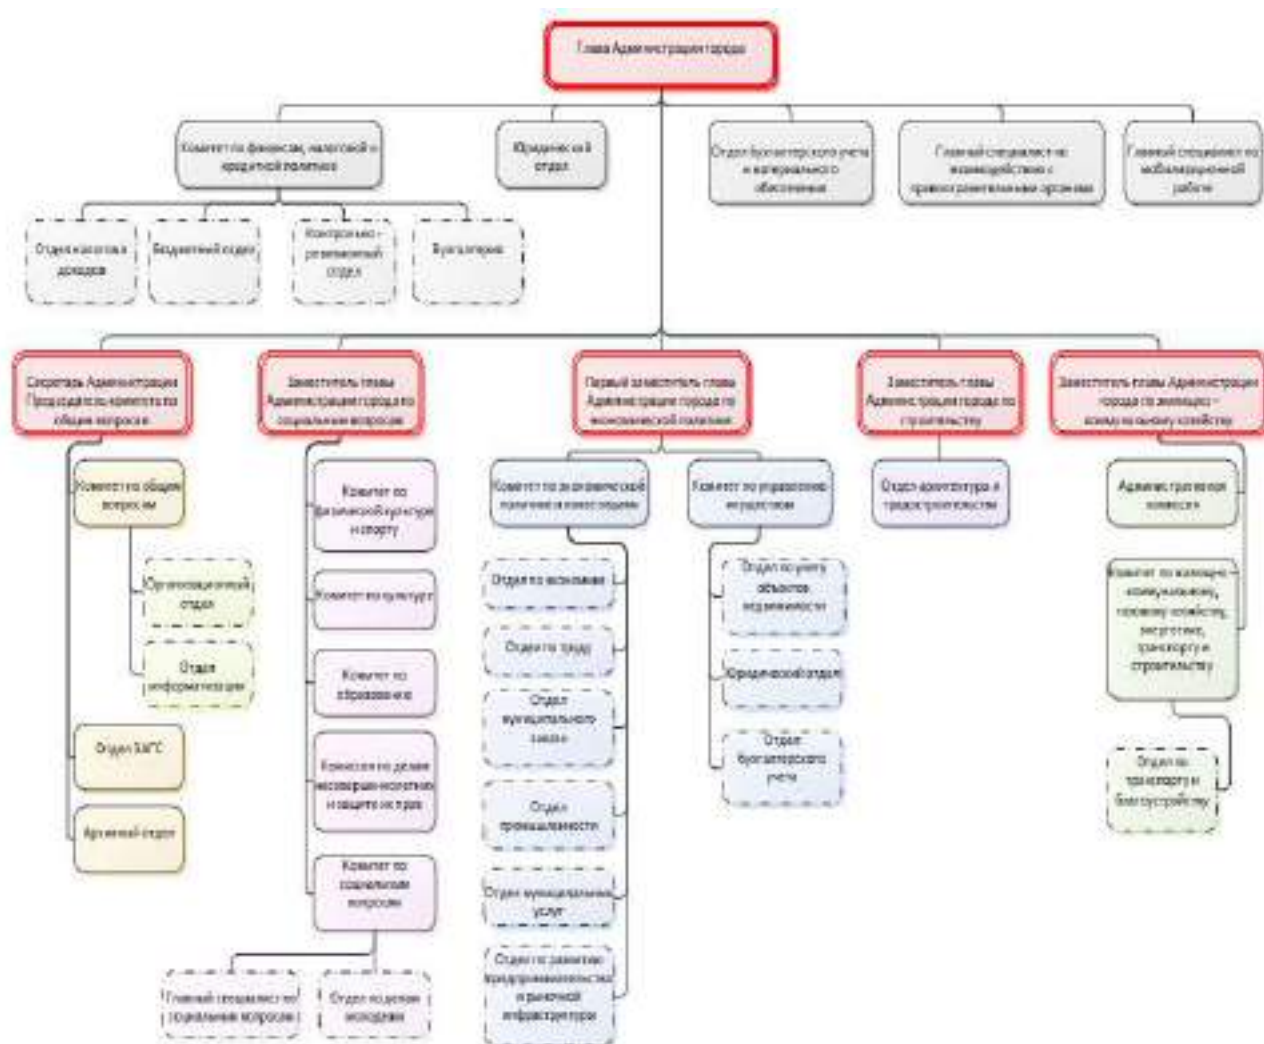 Глава Администрации города
Комитет по финансам, налоговой и
кредитной политике
Юридический
отдел
Отдел бухгалтерского учета
и материального
обеспечения
Главный специалист по
взаимодействию с
правоохранительными органами
Главный специалист по
мобилизационной
работе
Отдел налогов и
доходов
Бюджетный отдел
Контрольно -
ревизионный
отдел
Бухгалтерия
Секретарь Администрации
Председатель комитета по
общим вопросам
Заместитель главы
Администрации города по
социальным вопросам
Первый заместитель главы
Администрации города по
экономической политике
Заместитель главы
Администрации города по
строительству
Заместитель главы Администрации
города по жилищно –
коммунальному хозяйству
Комитет по общим
вопросам
Организационный
отдел
Отдел
информатизации
Отдел ЗАГС
Архивный отдел
Комитет по
физической культуре
и спорту
Комитет по культуре
Комитет по
образованию
Комиссия по делам
несовершеннолетних
и защите их прав
Комитет по
социальным
вопросам
Главный специалист по
социальным вопросам
Отдел по делам
молодежи
Комитет по экономической
политике и инвестициям
Отдел по экономике
Отдел по труду
Отдел
муниципального
заказа
Отдел
промышленности
Отдел муниципальных
услуг
Отдел по развитию
предпринимательства
и рыночной
инфраструктуры
Комитет по управлению
имуществом
Отдел по учету
объектов
недвижимости
Юридический отдел
Отдел
бухгалтерского
учета
Отдел архитектуры и
градостроительства
Административная
комиссия
Комитет по жилищно –
коммунальному,
газовому хозяйству,
энергетике,
транспорту и
строительству
Отдел по
транспорту и
благоустройству